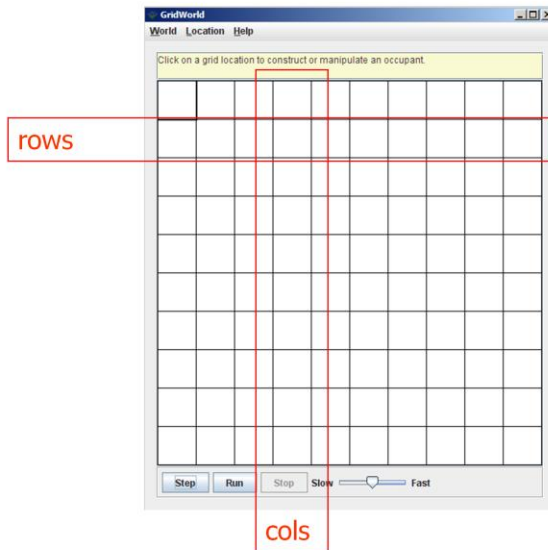 GridWorld
World Location Help
Click on a grid location to construct or manipulate an occupant.
rows
Step Run Stop Slow Fast
cols